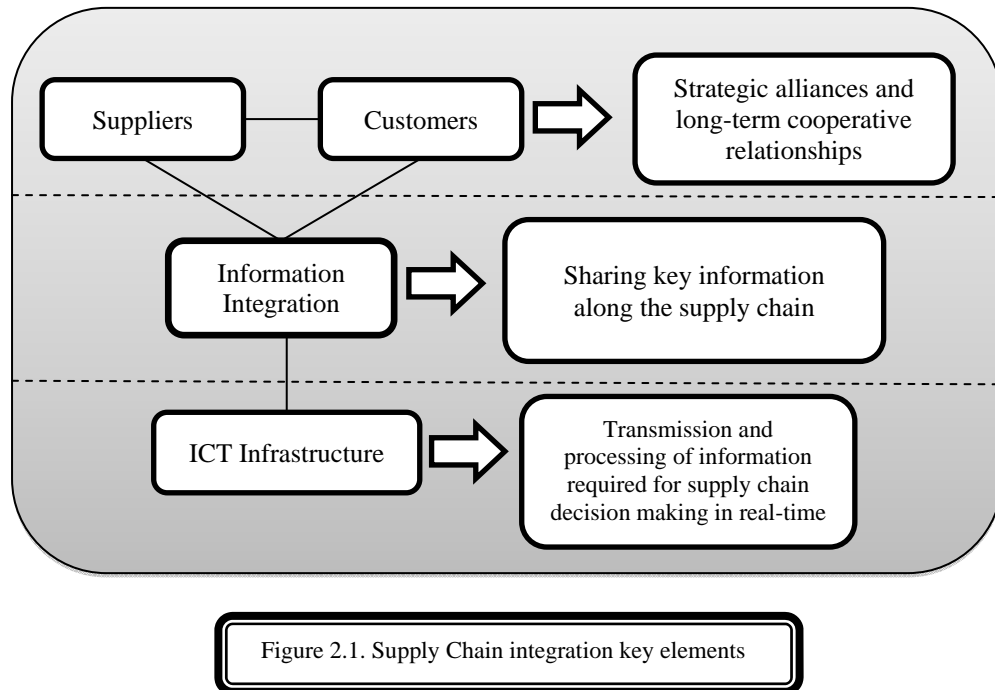 Suppliers
Customers
Strategic alliances and
long-term cooperative
relationships
Information
Integration
Sharing key information
along the supply chain
ICT Infrastructure
Transmission and
processing of information
required for supply chain
decision making in real-time
Figure 2.1. Supply Chain integration key elements